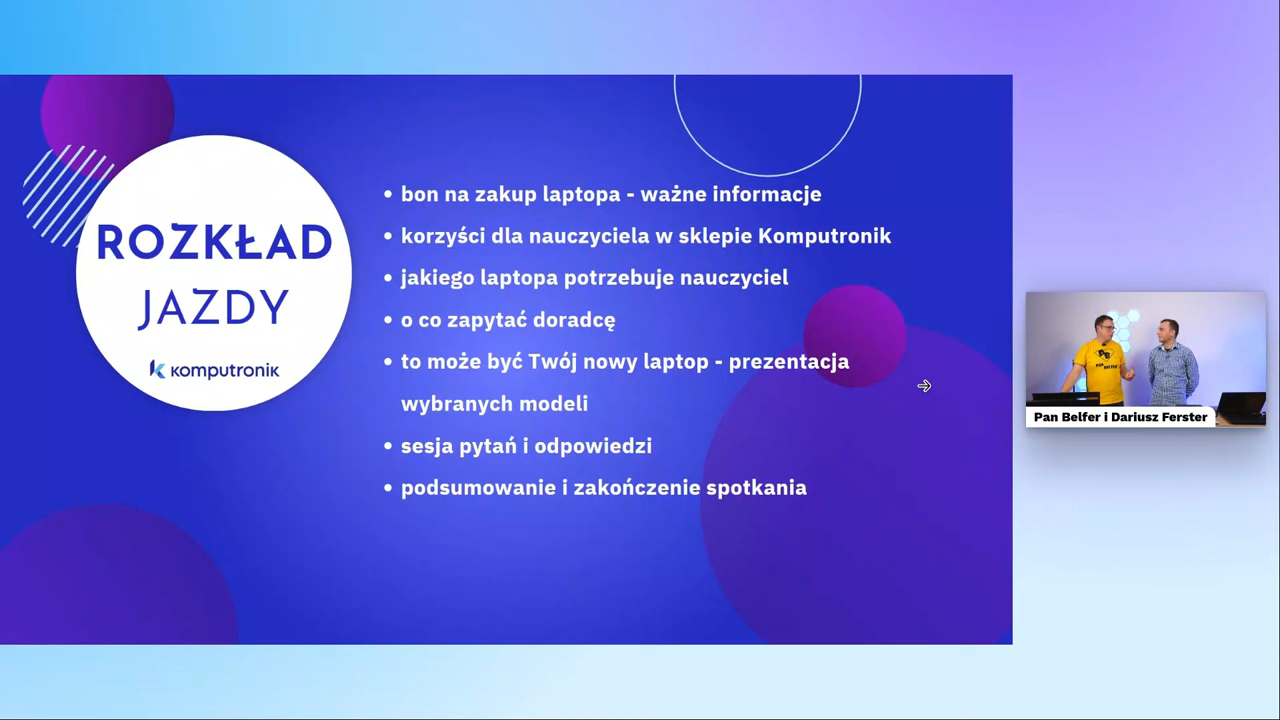 ROZKŁAD
JAZDY
komputronik
• bon na zakup laptopa - ważne informacje
• korzyści dla nauczyciela w sklepie Komputronik
• jakiego laptopa potrzebuje nauczyciel
• o co zapytać doradcę
• to może być Twój nowy laptop - prezentacja
wybranych modeli
• sesja pytań i odpowiedzi
• podsumowanie i zakończenie spotkania
PAN BELFER
Pan Belfer i Dariusz Ferster